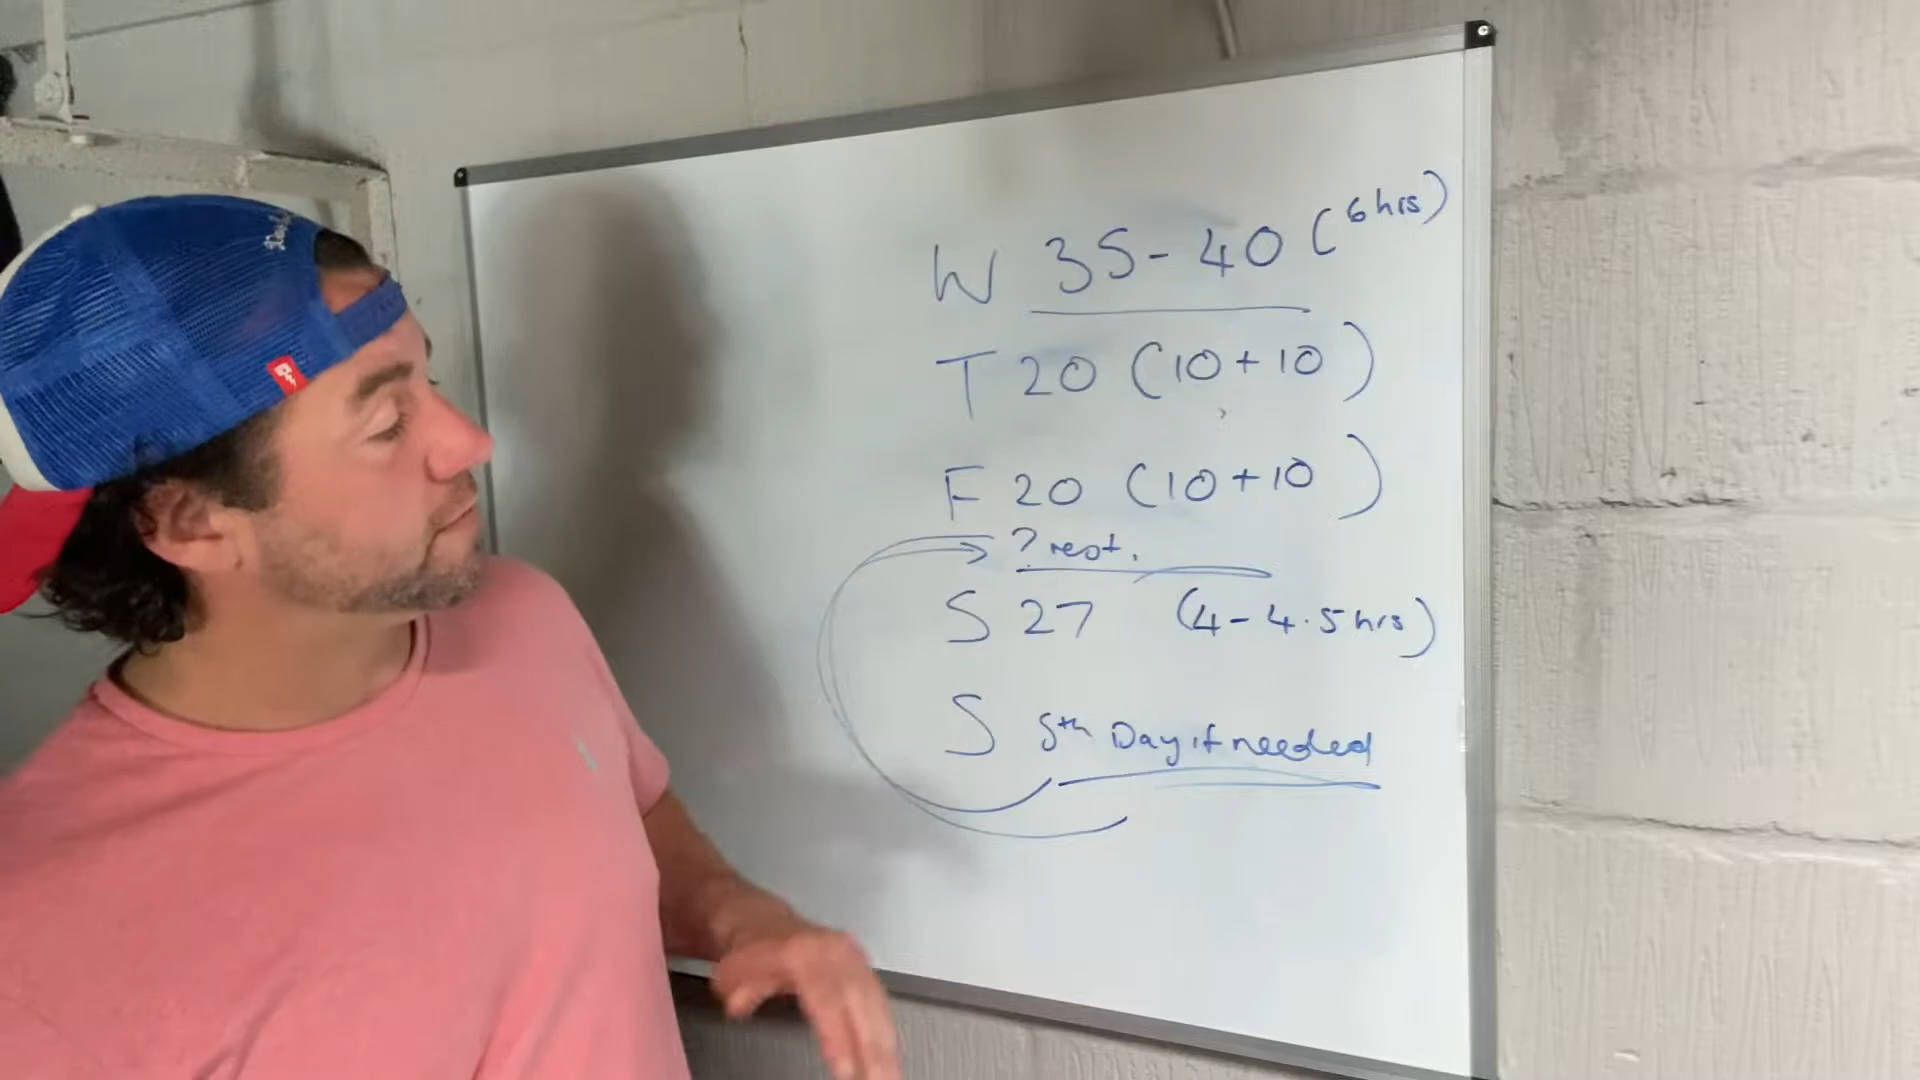 W 35-40 (6hrs)
T 20 (10+10)
F 20 (10+10)
? rest.
S 27 (4-4.5hrs)
S 5th Day if needed